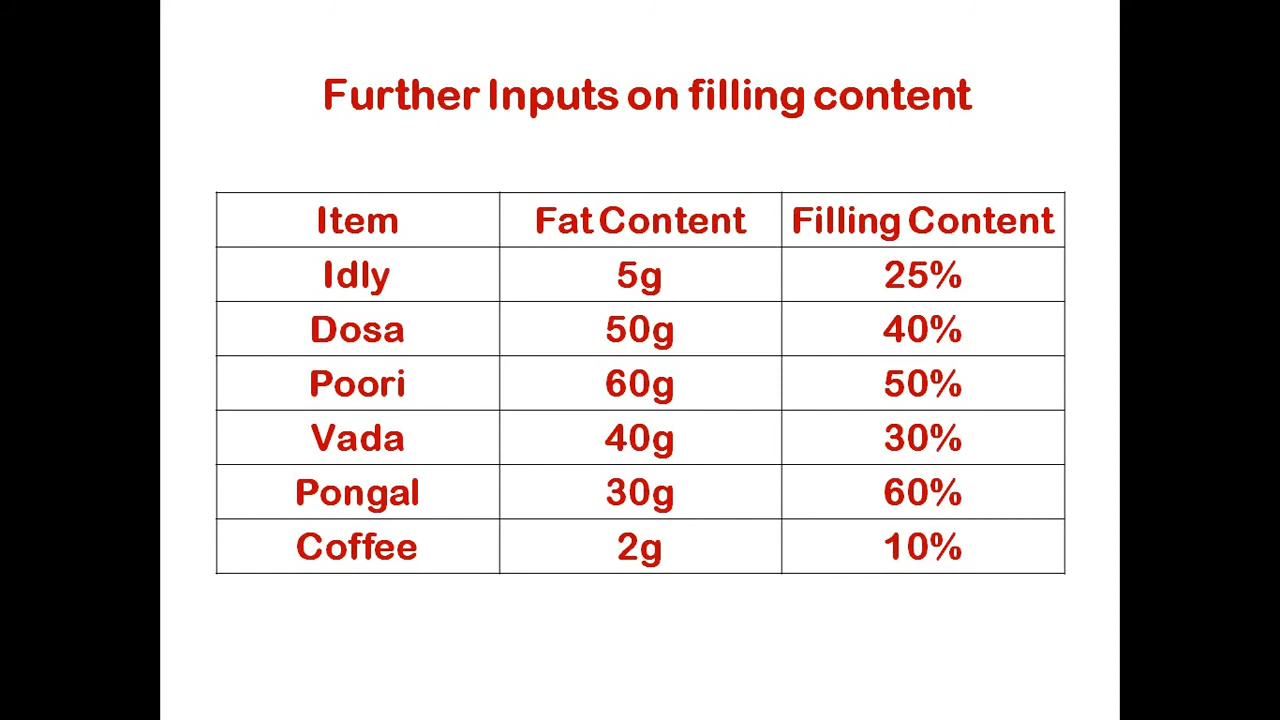 Further Inputs on filling content
Item Fat Content Filling Content
Idly 5g 25%
Dosa 50g 40%
Poori 60g 50%
Vada 40g 30%
Pongal 30g 60%
Coffee 2g 10%